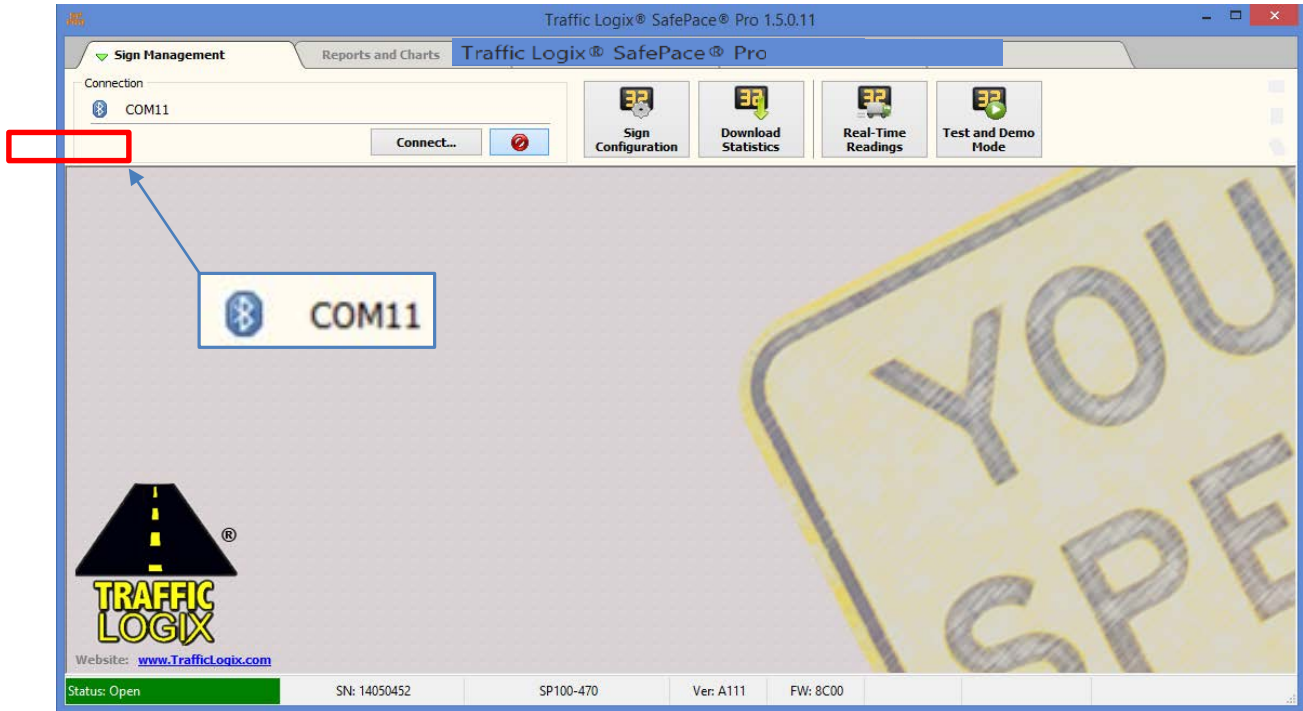 Traffic Logix® SafePace® Pro 1.5.0.11
Sign Management
Reports and Charts
Traffic Logix® SafePace® Pro
Connection
COM11
Connect...
Sign
Configuration
Download
Statistics
Real-Time
Readings
Test and Demo
Mode
COM11
YOU
SPE
®
TRAFFIC
LOGIX
Website: www.TrafficLogix.com
Status: Open
SN: 14050452
SP100-470
Ver: A111
FW: 8C00